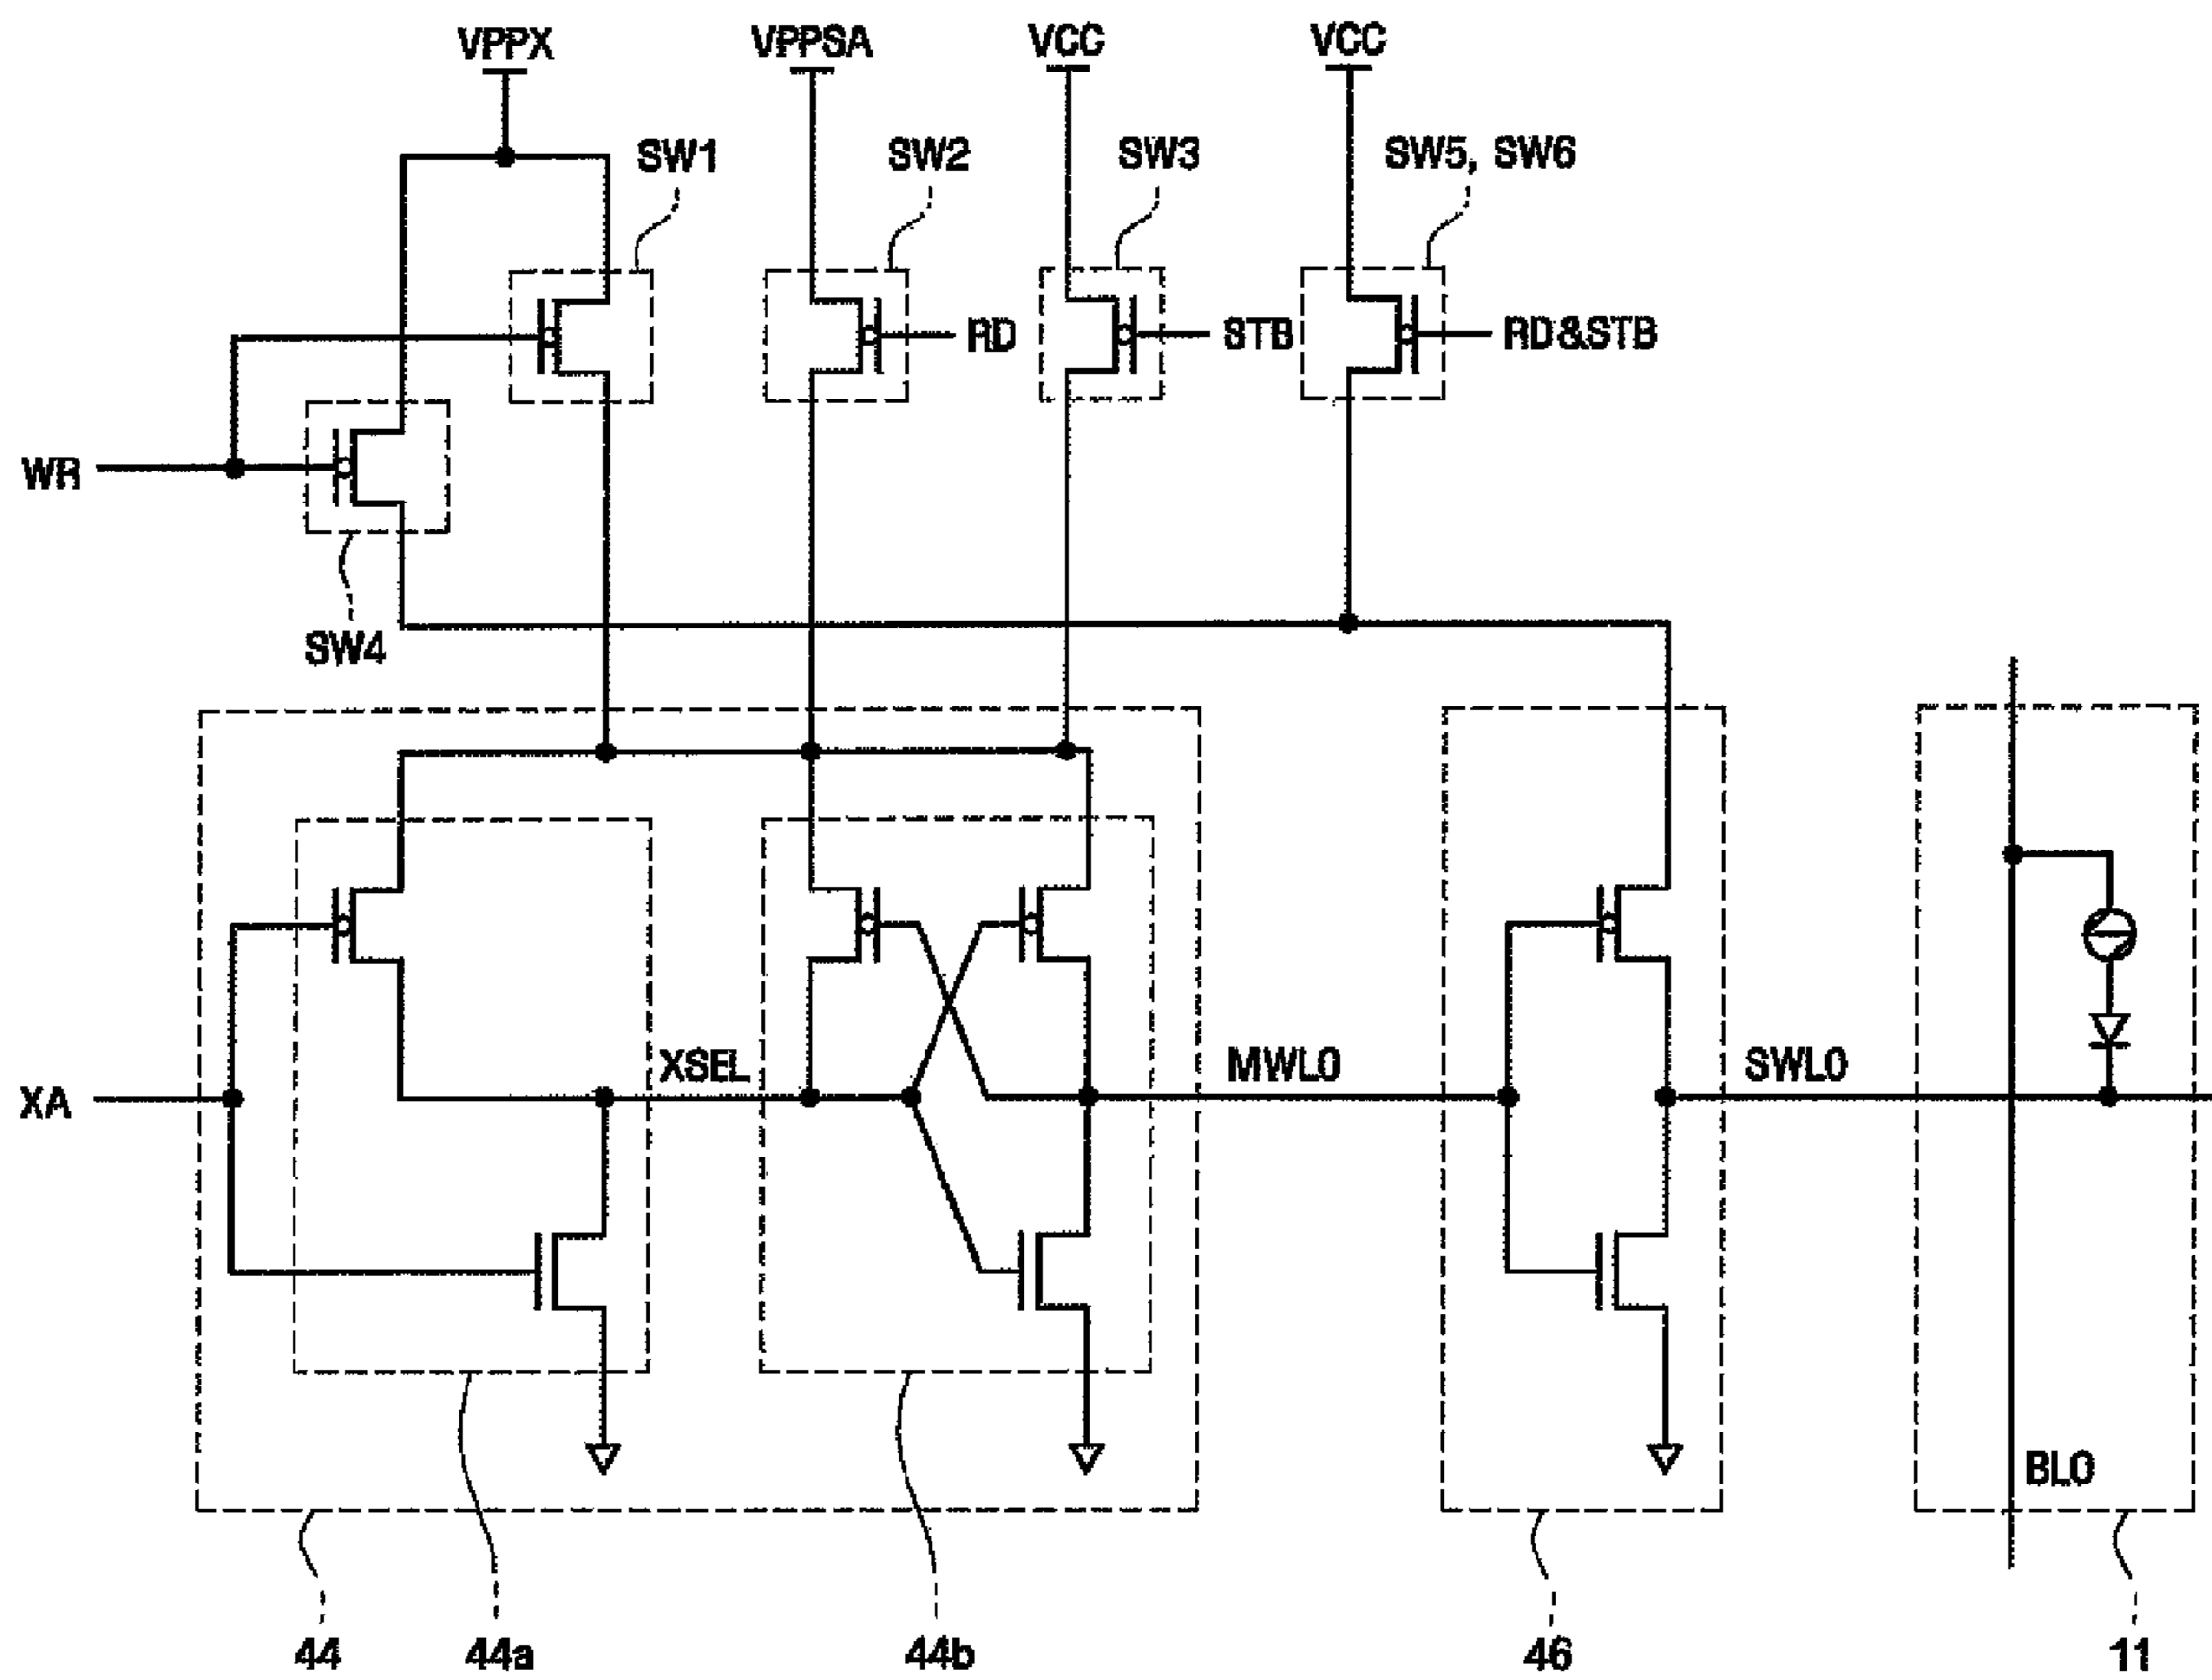 VPPX VPPSA VCC VCC
SW1 SW2 SW3 SW5, SW6
RD STB RD&STB
WR
SW4
XA XSEL MWL0 SWL0
BL0
44 44a 44b 46 11